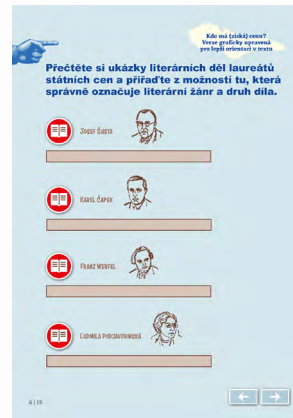 Kdo má (získá) cenu?
Verze graficky upravená
pro lepší orientaci v textu
Přečtěte si ukázky literárních děl laureátů
státních cen a přiřaďte z možností tu, která
správně označuje literární žánr a druh díla.
JOSEF ŠUSTA
KAREL ČAPEK
FRANZ WERFEL
ĽUDMILA PODJAVORINSKÁ
6 | 15